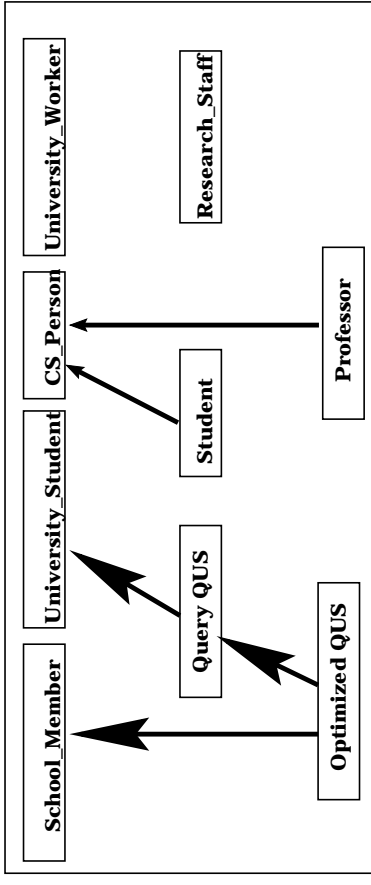 School_Member
University_Student
CS_Person
University_Worker
Query QUS
Student
Research_Staff
Optimized QUS
Professor